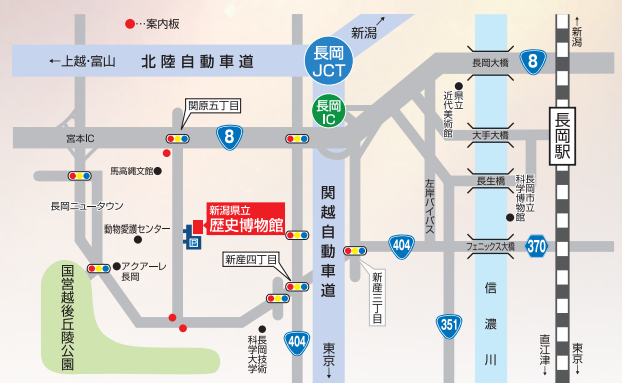 ●…案内板
新潟
←上越・富山
北陸自動車道
長岡
JCT
長岡
IC
関原五丁目
8
宮本IC
馬高縄文館
長岡ニュータウン
動物愛護センター
アクアーレ
長岡
国営越後丘陵公園
新潟県立
歴史博物館
P
新産四丁目
関越自動車道
新産三丁目
長岡技術
科学大学
404
東京→
404
県立
近代美術館
左岸バイパス
351
長岡大橋
8
大手大橋
長生橋
フェニックス大橋
370
信濃川
長岡市立
科学博物館
長岡駅
←新潟
直江津→
東京→